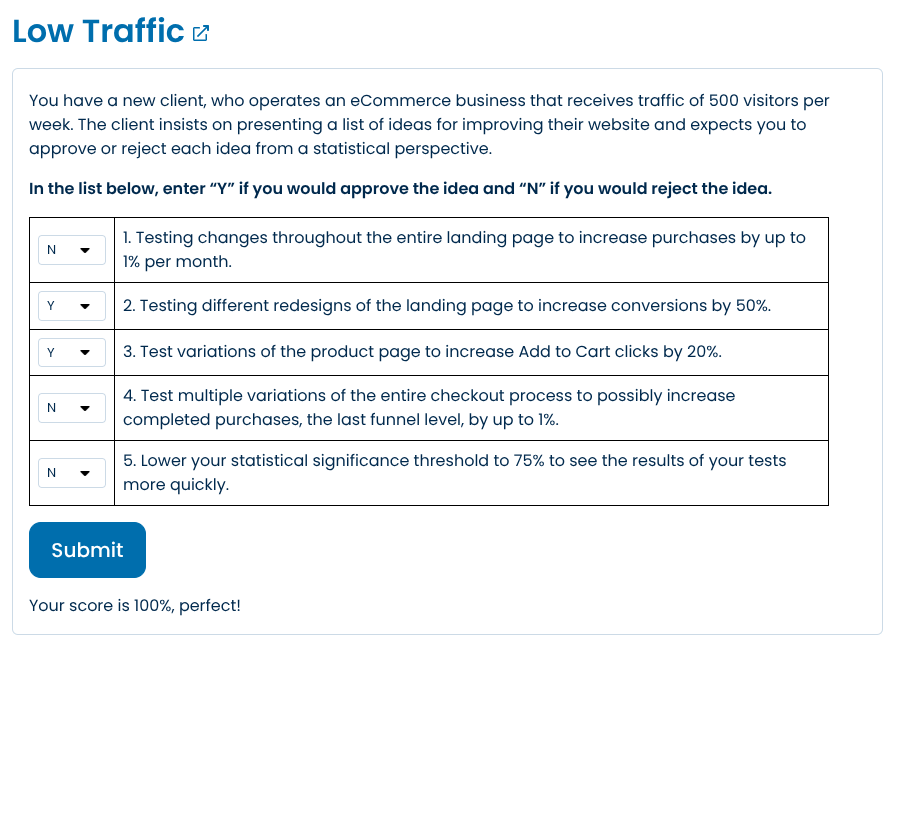 Low Traffic
You have a new client, who operates an eCommerce business that receives traffic of 500 visitors per
week. The client insists on presenting a list of ideas for improving their website and expects you to
approve or reject each idea from a statistical perspective.
In the list below, enter “Y” if you would approve the idea and “N” if you would reject the idea.
N
1. Testing changes throughout the entire landing page to increase purchases by up to
1% per month.
Y
2. Testing different redesigns of the landing page to increase conversions by 50%.
Y
3. Test variations of the product page to increase Add to Cart clicks by 20%.
N
4. Test multiple variations of the entire checkout process to possibly increase
completed purchases, the last funnel level, by up to 1%.
N
5. Lower your statistical significance threshold to 75% to see the results of your tests
more quickly.
Submit
Your score is 100%, perfect!